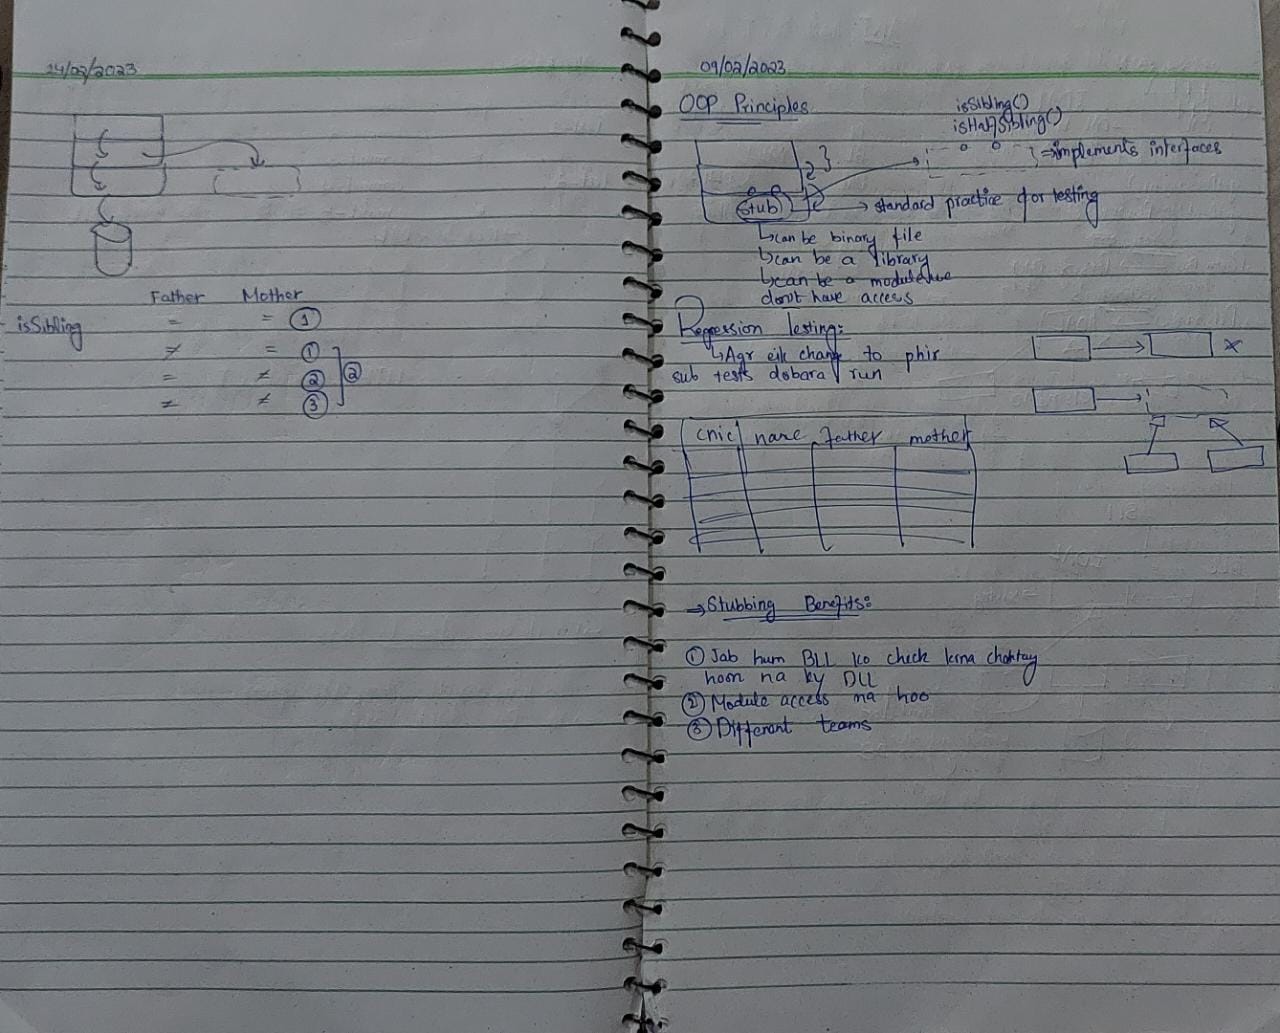 24/02/2023
Father Mother
isSibling = = 1
≠ = 1
= ≠ 2 2
≠ ≠ 3
09/02/2023
OOP Principles
isSibling()
isHalfSibling()
=implements interfaces
stub → standard practice for testing
↳can be binary file
↳can be a library
↳can be a module we
don't have access
Regression Testing:
↳Agr eik change to phir
sub tests dobara run
cnic name father mother
→Stubbing Benefits:
① Jab hum BLL ko check krna chahtay
hoon na ky DLL
② Module access na hoo
③ Different teams